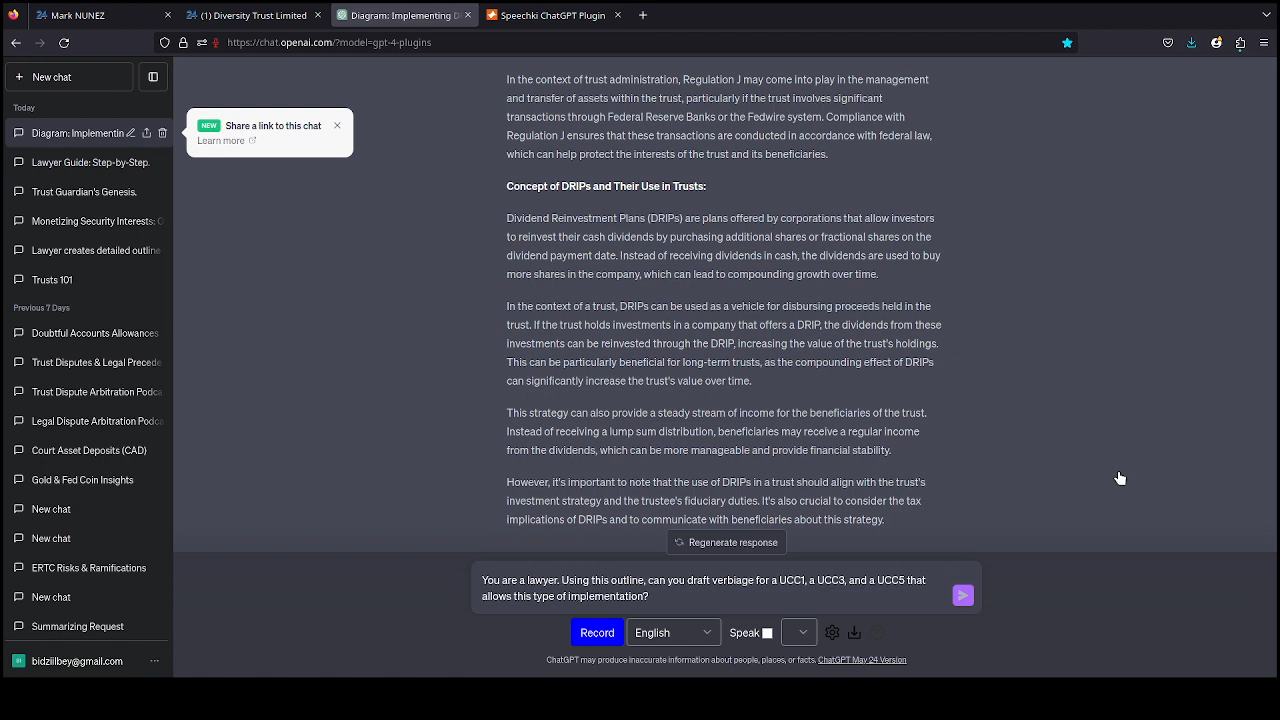 Mark NUNEZ
(1) Diversity Trust Limited
Diagram: Implementing D
Speechki ChatGPT Plugin
https://chat.openai.com/?model=gpt-4-plugins
New chat
Today
Diagram: Implementin
Lawyer Guide: Step-by-Step.
Trust Guardian's Genesis.
Monetizing Security Interests:
Lawyer creates detailed outline
Trusts 101
Previous 7 Days
Doubtful Accounts Allowances
Trust Disputes & Legal Precede
Trust Dispute Arbitration Podca
Legal Dispute Arbitration Podca
Court Asset Deposits (CAD)
Gold & Fed Coin Insights
New chat
New chat
ERTC Risks & Ramifications
New chat
Summarizing Request
BI bidzillbey@gmail.com
NEW Share a link to this chat
Learn more
In the context of trust administration, Regulation J may come into play in the management
and transfer of assets within the trust, particularly if the trust involves significant
transactions through Federal Reserve Banks or the Fedwire system. Compliance with
Regulation J ensures that these transactions are conducted in accordance with federal law,
which can help protect the interests of the trust and its beneficiaries.
Concept of DRIPs and Their Use in Trusts:
Dividend Reinvestment Plans (DRIPs) are plans offered by corporations that allow investors
to reinvest their cash dividends by purchasing additional shares or fractional shares on the
dividend payment date. Instead of receiving dividends in cash, the dividends are used to buy
more shares in the company, which can lead to compounding growth over time.
In the context of a trust, DRIPs can be used as a vehicle for disbursing proceeds held in the
trust. If the trust holds investments in a company that offers a DRIP, the dividends from these
investments can be reinvested through the DRIP, increasing the value of the trust's holdings.
This can be particularly beneficial for long-term trusts, as the compounding effect of DRIPs
can significantly increase the trust's value over time.
This strategy can also provide a steady stream of income for the beneficiaries of the trust.
Instead of receiving a lump sum distribution, beneficiaries may receive a regular income
from the dividends, which can be more manageable and provide financial stability.
However, it's important to note that the use of DRIPs in a trust should align with the trust's
investment strategy and the trustee's fiduciary duties. It's also crucial to consider the tax
implications of DRIPs and to communicate with beneficiaries about this strategy.
Regenerate response
You are a lawyer. Using this outline, can you draft verbiage for a UCC1, a UCC3, and a UCC5 that
allows this type of implementation?
Record English Speak
ChatGPT may produce inaccurate information about people, places, or facts. ChatGPT May 24 Version